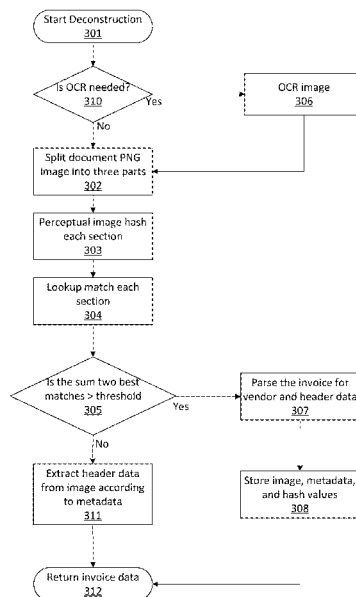 Start Deconstruction
301
Is OCR needed?
310
Yes
No
OCR image
306
Split document PNG
image into three parts
302
Perceptual image hash
each section
303
Lookup match each
section
304
Is the sum two best
matches > threshold
305
Yes
No
Parse the invoice for
vendor and header data
307
Extract header data
from image according
to metadata
311
Store image, metadata,
and hash values
308
Return invoice data
312